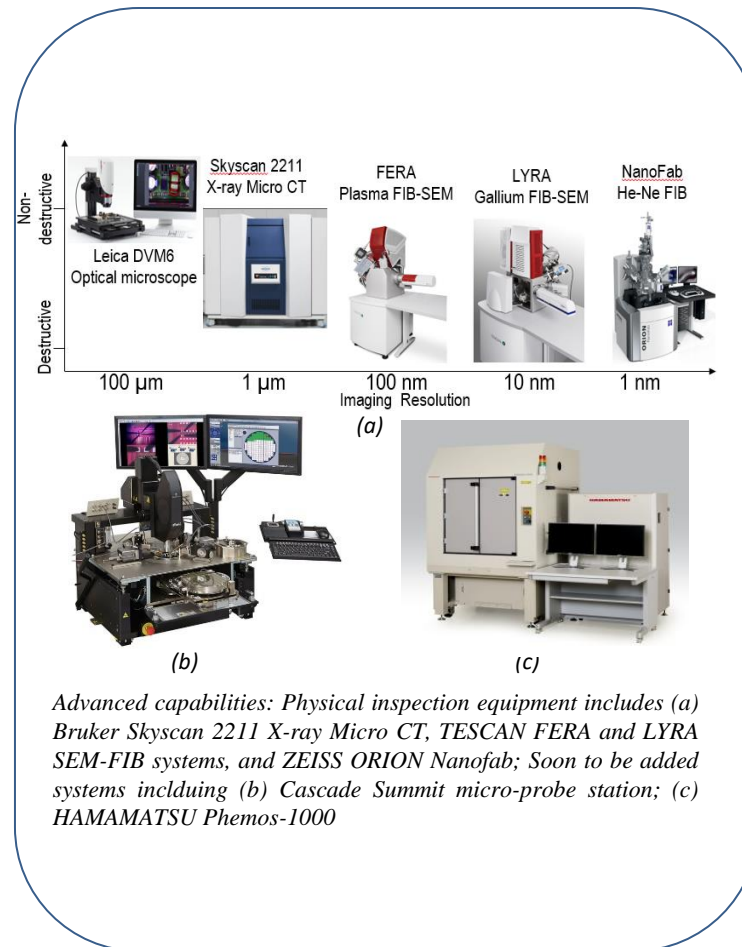 Non-
destructive
Destructive
Leica DVM6
Optical microscope
Skyscan 2211
X-ray Micro CT
FERA
Plasma FIB-SEM
LYRA
Gallium FIB-SEM
NanoFab
He-Ne FIB
ORION
100 µm
1 µm
100 nm
10 nm
1 nm
Imaging Resolution
(a)
HAMAMATSU
(b)
(c)
Advanced capabilities: Physical inspection equipment includes (a)
Bruker Skyscan 2211 X-ray Micro CT, TESCAN FERA and LYRA
SEM-FIB systems, and ZEISS ORION Nanofab; Soon to be added
systems inclduing (b) Cascade Summit micro-probe station; (c)
HAMAMATSU Phemos-1000